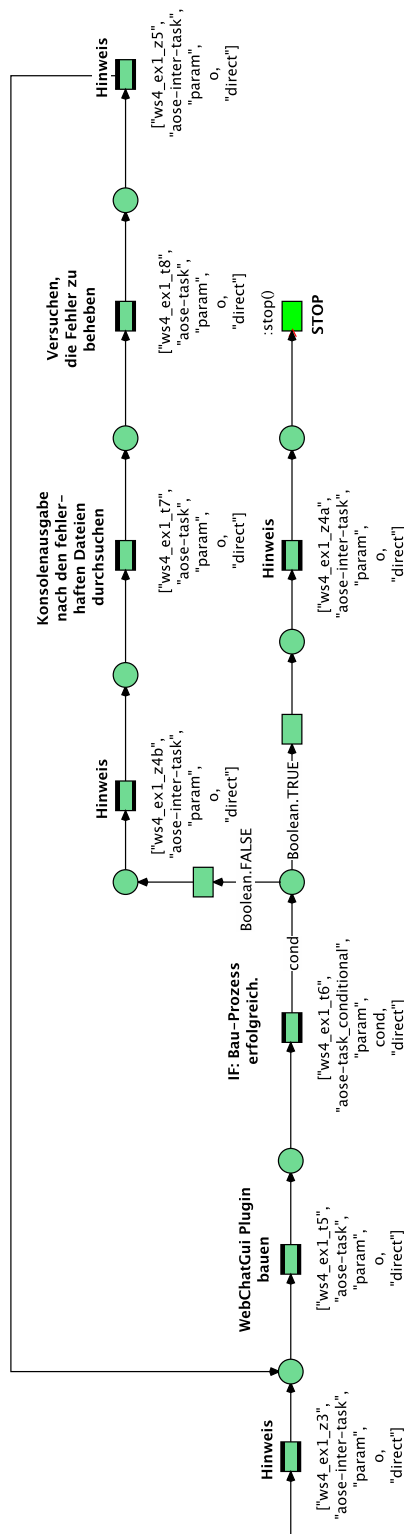 Hinweis
["ws4_ex1_z3",
"aose-inter-task",
"param",
o,
"direct"]
WebChatGui Plugin
bauen
["ws4_ex1_t5",
"aose-task",
"param",
o,
"direct"]
IF: Bau-Prozess
erfolgreich.
["ws4_ex1_t6",
"aose-task_conditional",
"param",
cond,
"direct"]
cond
Boolean.FALSE
Boolean.TRUE
Hinweis
["ws4_ex1_z4b",
"aose-inter-task",
"param",
o,
"direct"]
Konsolenausgabe
nach den fehler-
haften Dateien
durchsuchen
["ws4_ex1_t7",
"aose-task",
"param",
o,
"direct"]
Versuchen,
die Fehler zu
beheben
["ws4_ex1_t8",
"aose-task",
"param",
o,
"direct"]
Hinweis
["ws4_ex1_z5",
"aose-inter-task",
"param",
o,
"direct"]
Hinweis
["ws4_ex1_z4a",
"aose-inter-task",
"param",
o,
"direct"]
:stop()
STOP